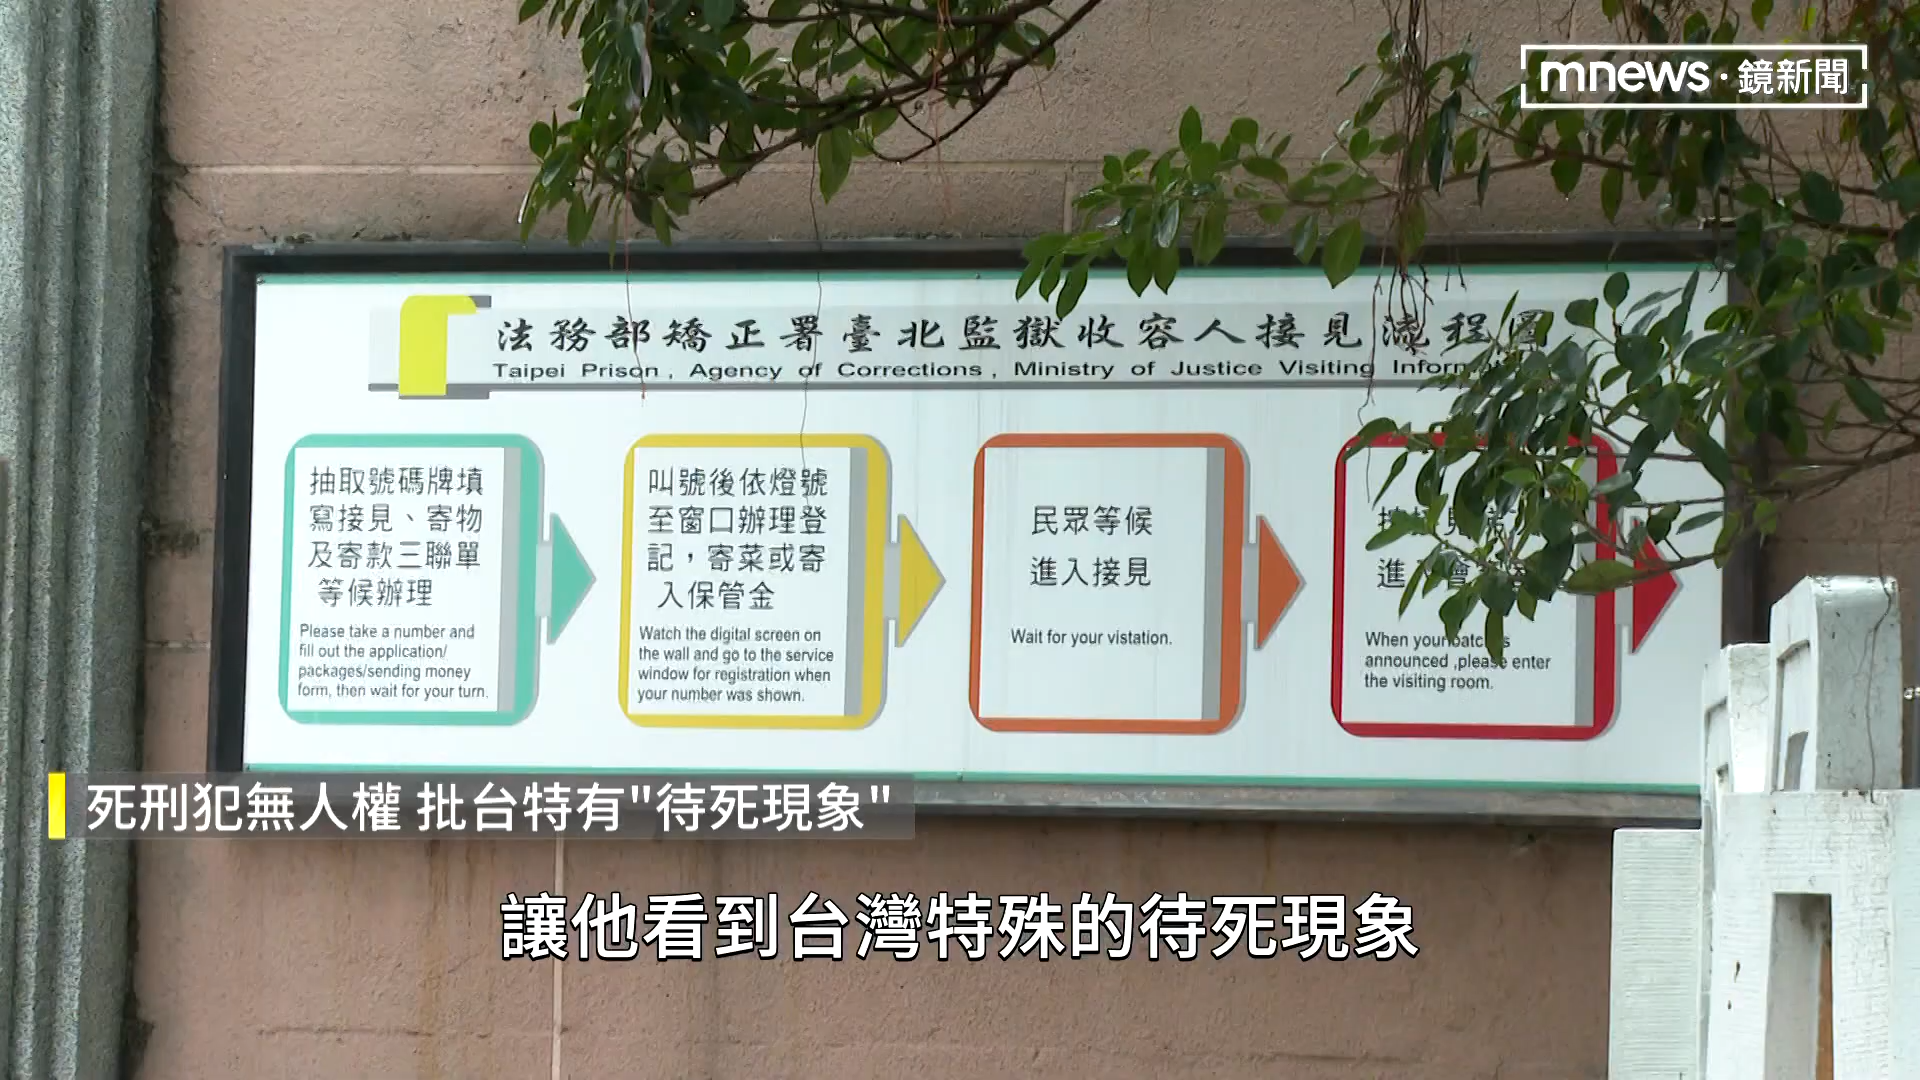 mnews·鏡新聞
法務部矯正署臺北監獄收容人接見流程圖
Taipei Prison, Agency of Corrections, Ministry of Justice Visiting
抽取號碼牌填
寫接見、寄物
及寄款三聯單
等候辦理
Please take a number and
fill out the application/
packages/sending money
form, then wait for your turn.
叫號後依燈號
至窗口辦理登
記，寄菜或寄
入保管金
Watch the digital screen on
the wall and go to the service
window for registration when
your number was shown.
民眾等候
進入接見
Wait for your vistation.
When your
announced ,please enter
the visiting room.
死刑犯無人權 批台特有"待死現象"
讓他看到台灣特殊的待死現象